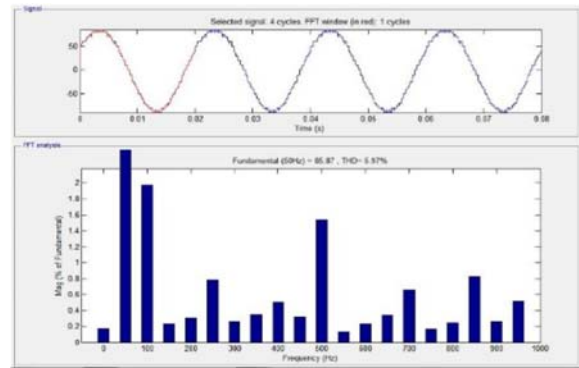 Signal
Selected signal: 4 cycles. FFT window (in red): 1 cycles
50
0
-50
0 0.01 0.02 0.03 0.04 0.05 0.06 0.07 0.08
Time (s)
FFT analysis
Fundamental (50Hz) = 85.87 , THD= 5.97%
2
1.8
1.6
1.4
1.2
1
0.8
0.6
0.4
0.2
0
Mag (% of Fundamental)
0 100 200 300 400 500 600 700 800 900 1000
Frequency (Hz)